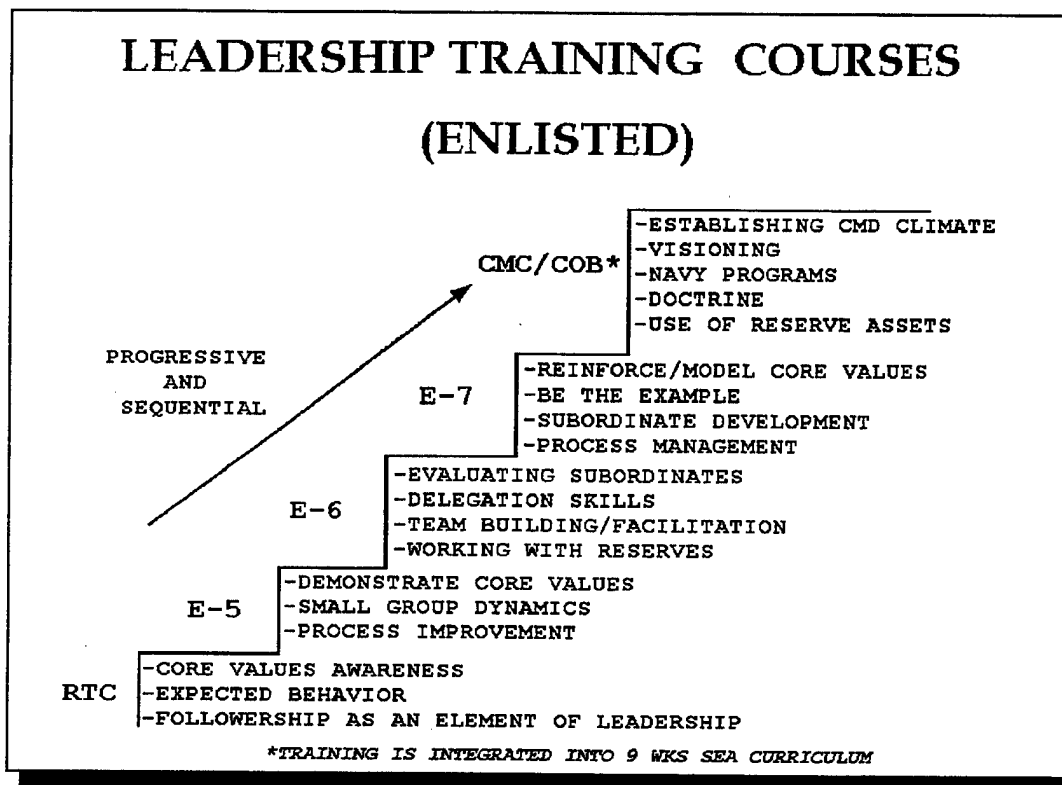 LEADERSHIP TRAINING COURSES
(ENLISTED)
-ESTABLISHING CMD CLIMATE
-VISIONING
CMC/COB*
-NAVY PROGRAMS
-DOCTRINE
-USE OF RESERVE ASSETS
PROGRESSIVE
AND
SEQUENTIAL
-REINFORCE/MODEL CORE VALUES
E-7
-BE THE EXAMPLE
-SUBORDINATE DEVELOPMENT
-PROCESS MANAGEMENT
-EVALUATING SUBORDINATES
E-6
-DELEGATION SKILLS
-TEAM BUILDING/FACILITATION
-WORKING WITH RESERVES
-DEMONSTRATE CORE VALUES
E-5
-SMALL GROUP DYNAMICS
-PROCESS IMPROVEMENT
-CORE VALUES AWARENESS
RTC
-EXPECTED BEHAVIOR
-FOLLOWERSHIP AS AN ELEMENT OF LEADERSHIP
*TRAINING IS INTEGRATED INTO 9 WKS SEA CURRICULUM